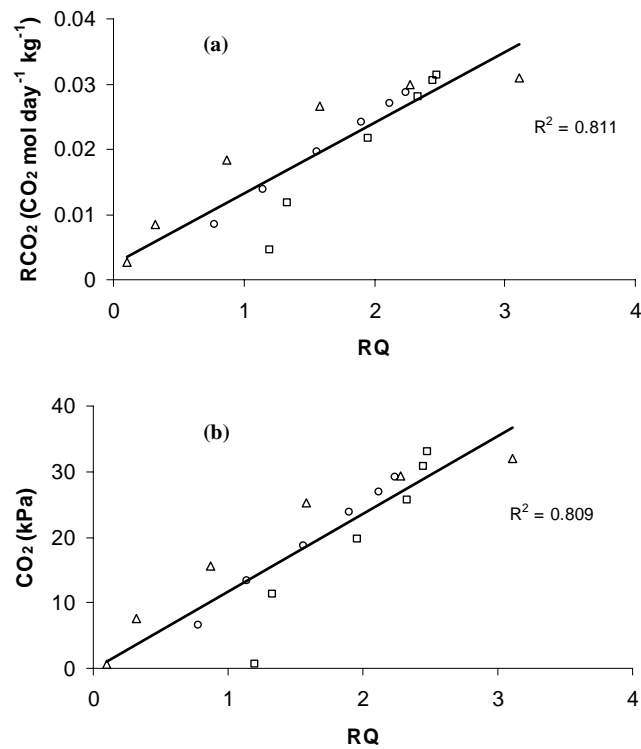 (a)
RCO₂ (CO₂ mol day⁻¹ kg⁻¹)
0.04
0.03
0.02
0.01
0
R² = 0.811
0 1 2 3 4
RQ
(b)
CO₂ (kPa)
40
30
20
10
0
R² = 0.809
0 1 2 3 4
RQ